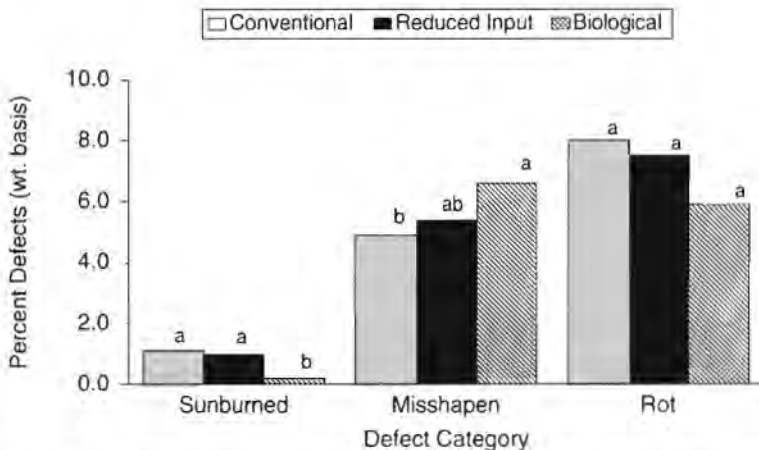 Conventional Reduced Input Biological
Percent Defects (wt. basis)
10.0
8.0
6.0
4.0
2.0
0.0
a a b
b ab a
a a a
Sunburned Misshapen Rot
Defect Category